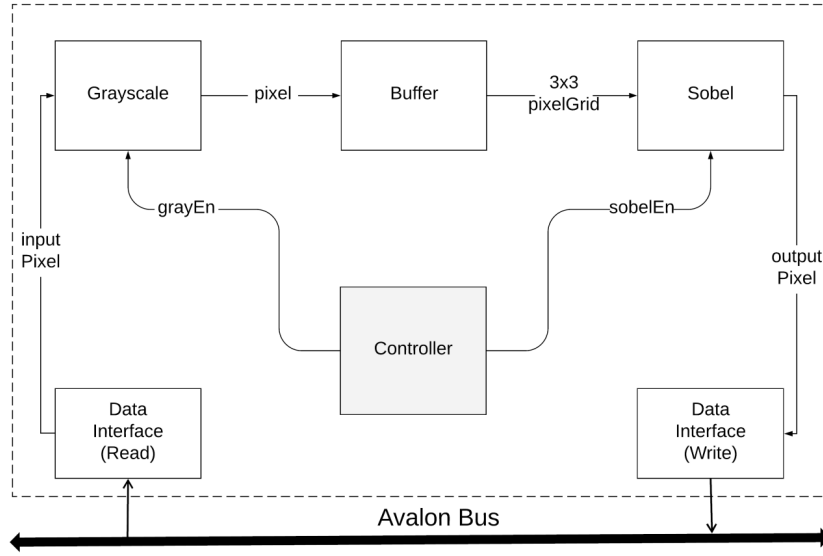 Grayscale
pixel
Buffer
3x3
pixelGrid
Sobel
grayEn
sobelEn
input
Pixel
output
Pixel
Controller
Data
Interface
(Read)
Data
Interface
(Write)
Avalon Bus